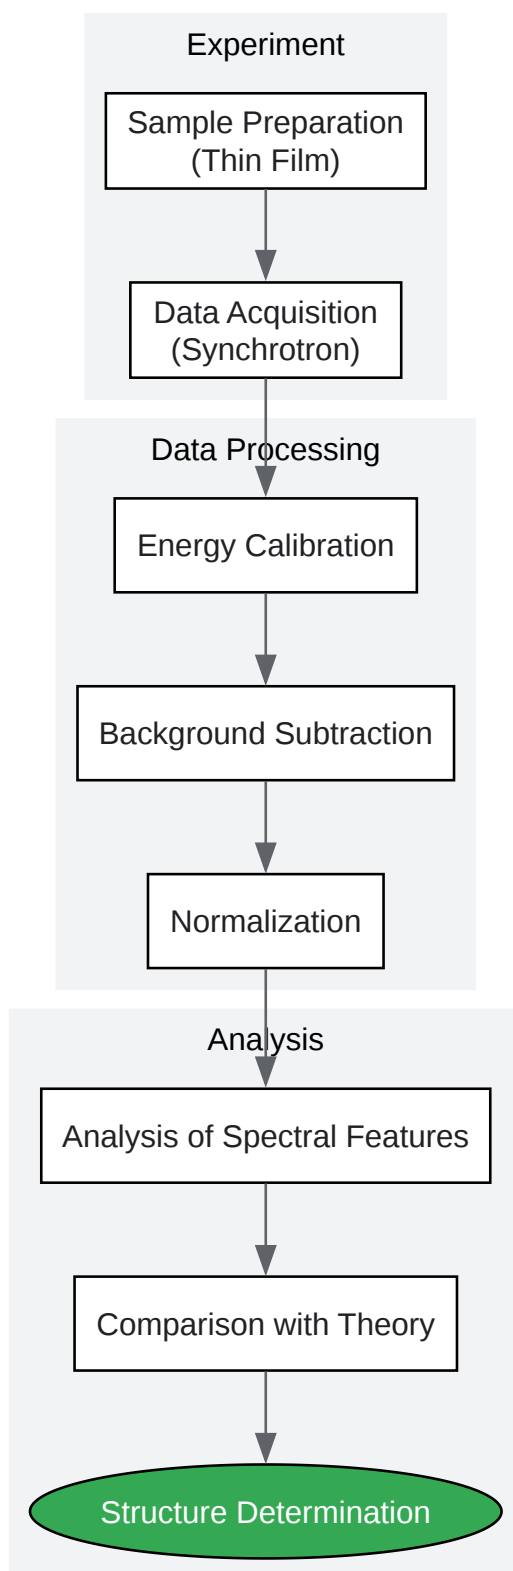 Experiment
Sample Preparation
(Thin Film)
Data Acquisition
(Synchrotron)
Data Processing
Energy Calibration
Background Subtraction
Normalization
Analysis
Analysis of Spectral Features
Comparison with Theory
Structure Determination